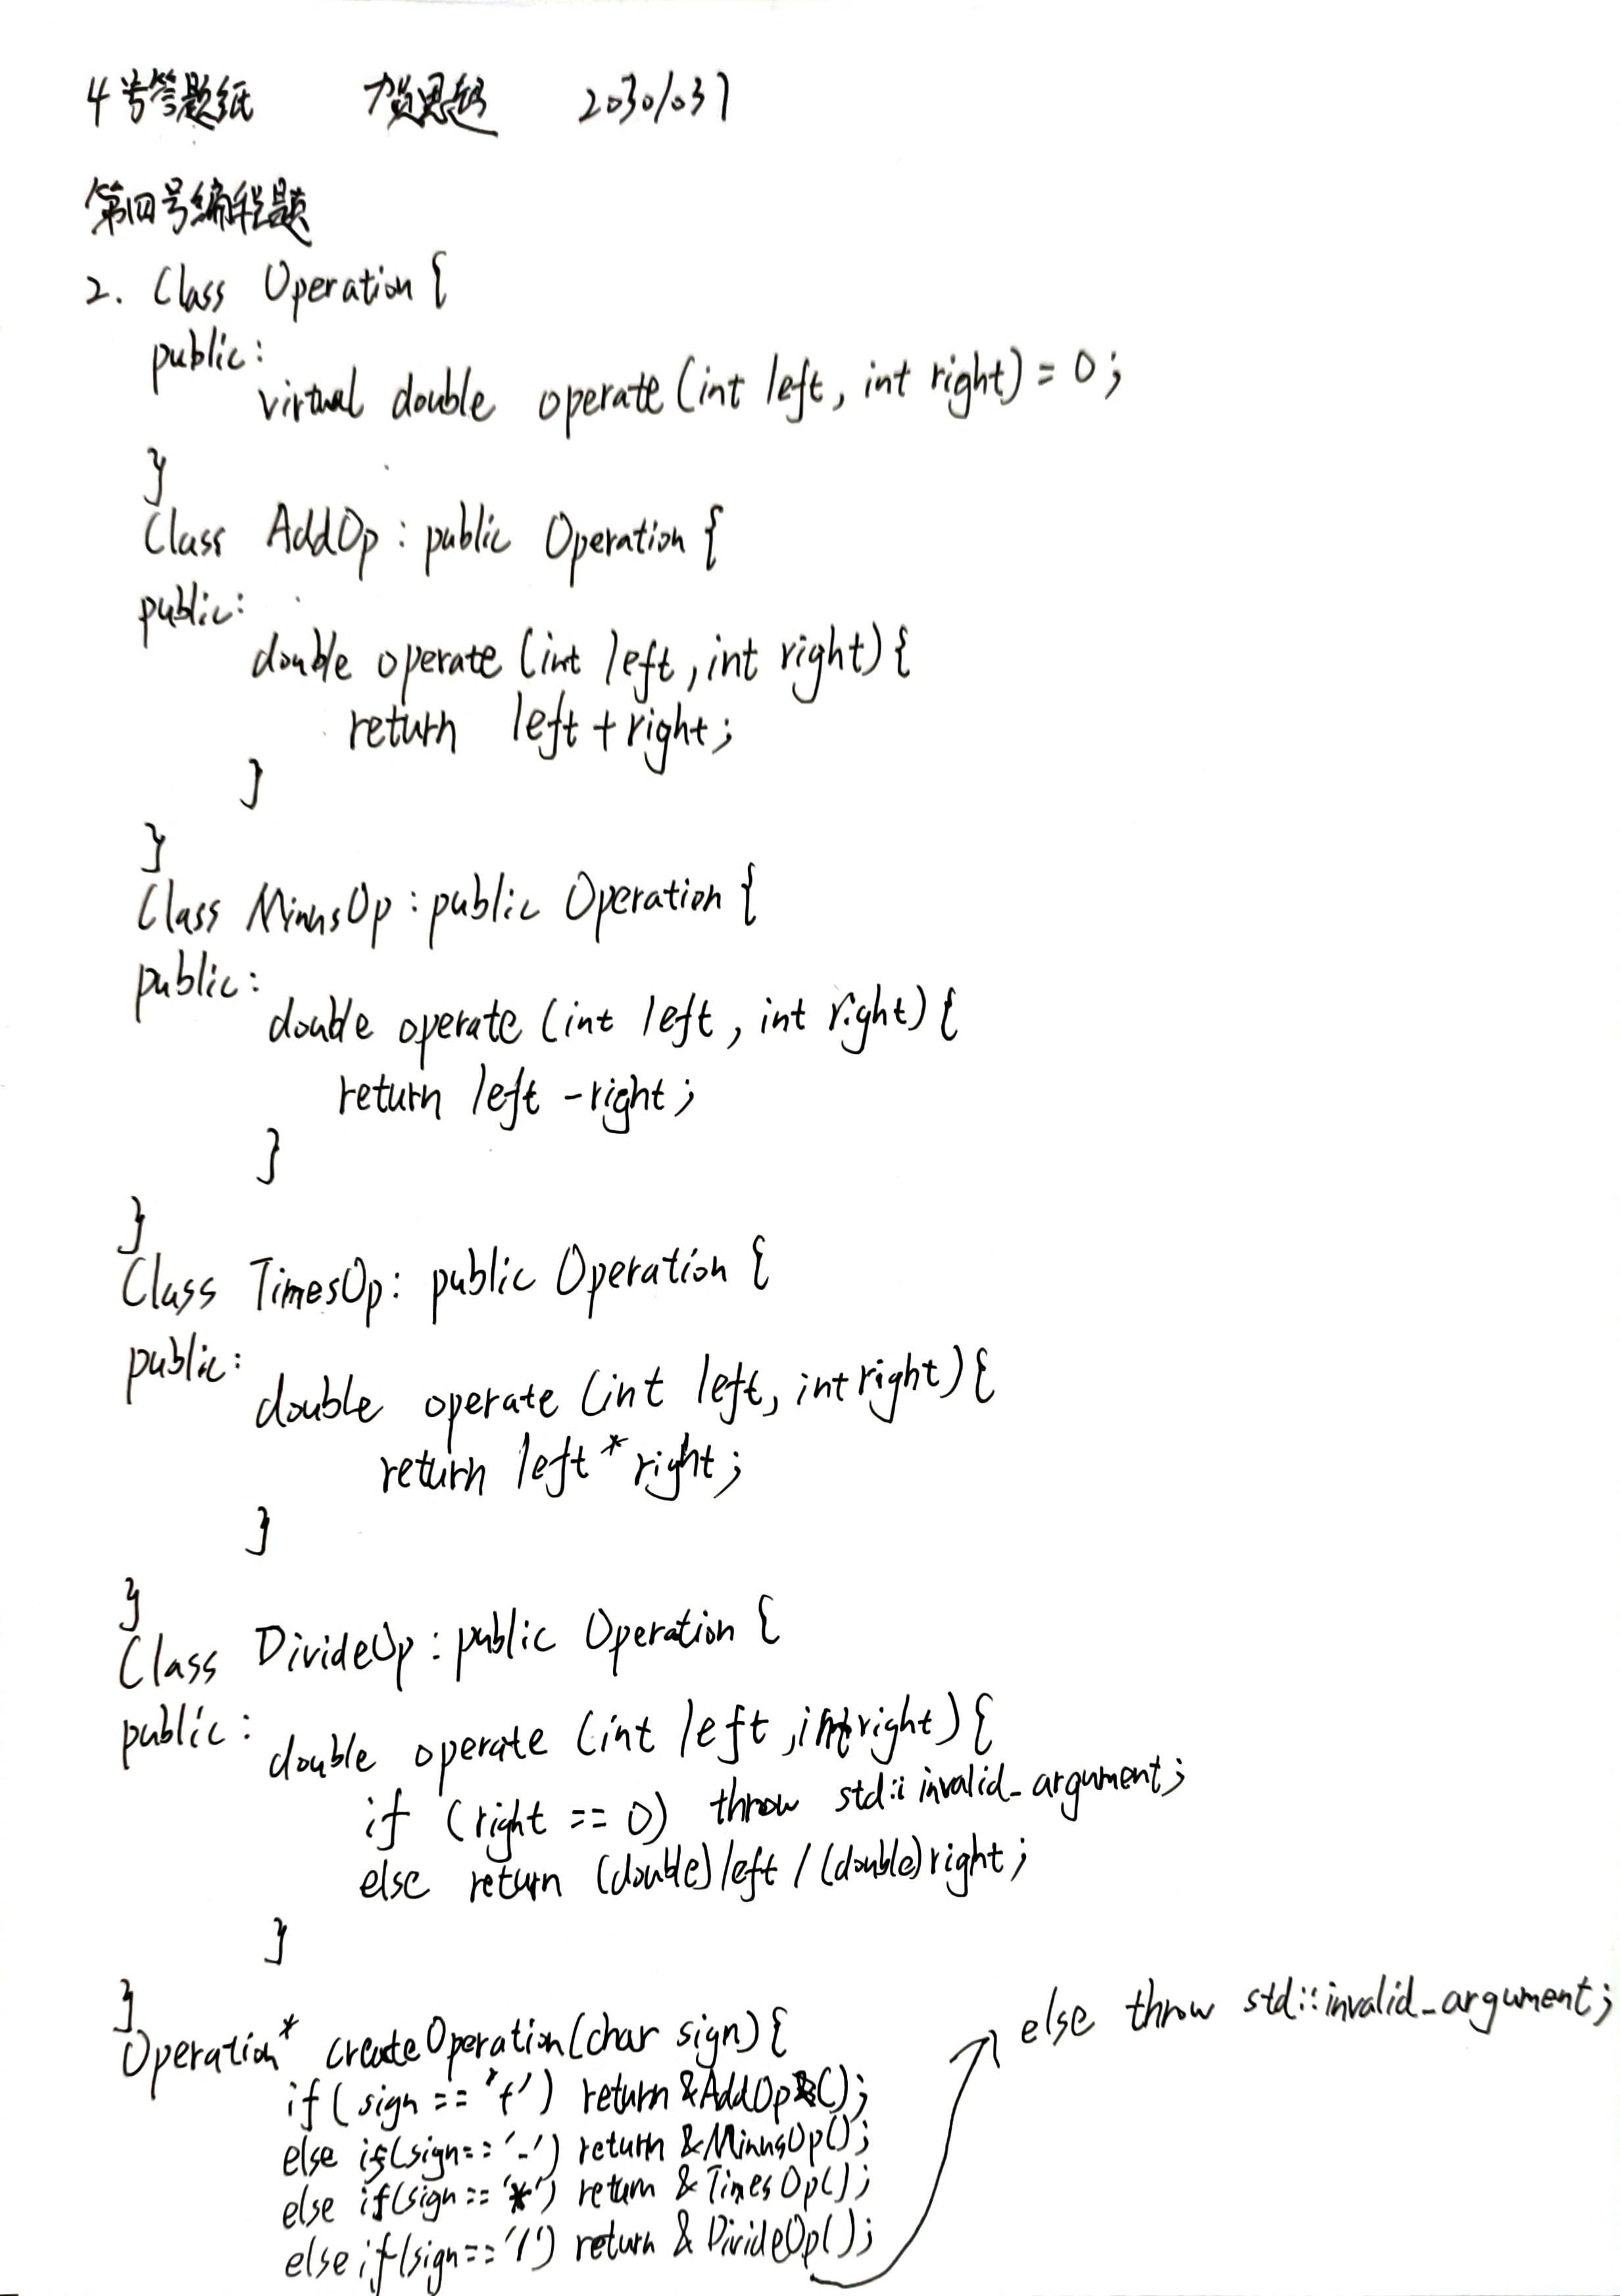 4号答题纸 贺思超 20301037
第四号编程题
2. Class Operation {
public:
virtual double operate (int left, int right) = 0;
}
Class AddOp : public Operation {
public:
double operate (int left, int right) {
return left + right;
}
}
Class MinusOp : public Operation {
public:
double operate (int left, int right) {
return left - right;
}
}
Class TimesOp : public Operation {
public:
double operate (int left, int right) {
return left * right;
}
}
Class DivideOp : public Operation {
public:
double operate (int left, int right) {
if (right == 0) throw std::invalid_argument;
else return (double)left / (double)right;
}
}
Operation* createOperation(char sign) {
if (sign == '+') return &AddOp();
else if (sign == '-') return &MinusOp();
else if (sign == '*') return &TimesOp();
else if (sign == '/') return &DivideOp();
else throw std::invalid_argument;